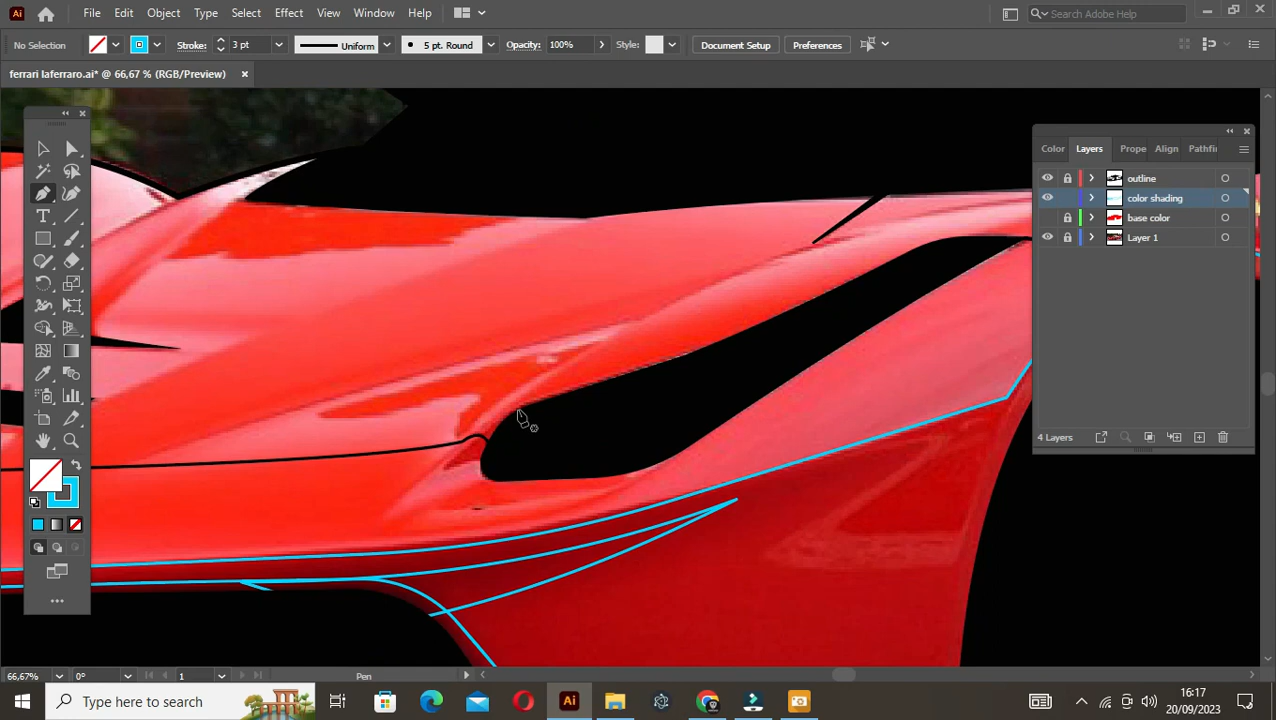 Ai
File Edit Object Type Select Effect View Window Help
Search Adobe Help
No Selection
Stroke:
3 pt
Uniform
5 pt. Round
Opacity:
100%
Style:
Document Setup
Preferences
ferrari laferraro.ai* @ 66,67 % (RGB/Preview)
Color Layers Prope Align Pathfi
outline
color shading
base color
Layer 1
4 Layers
66,67%
0°
1
Pen
Type here to search
Ai
16:17
20/09/2023